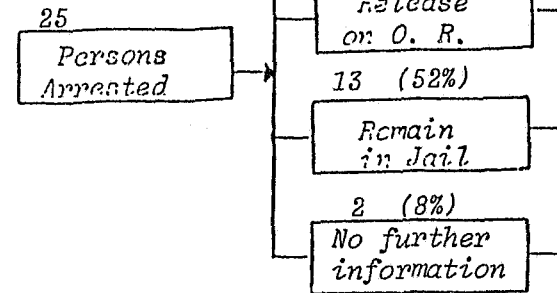 25
Persons
Arrested
Release
on O. R.
13 (52%)
Remain
in Jail
2 (8%)
No further
information